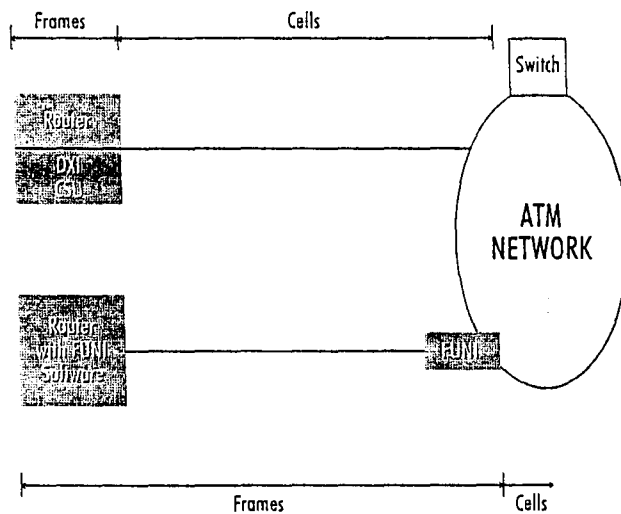 Frames
Cells
Switch
Router
DXI
CSU
ATM
NETWORK
Router
with FUNI
Software
FUNI
Frames
Cells